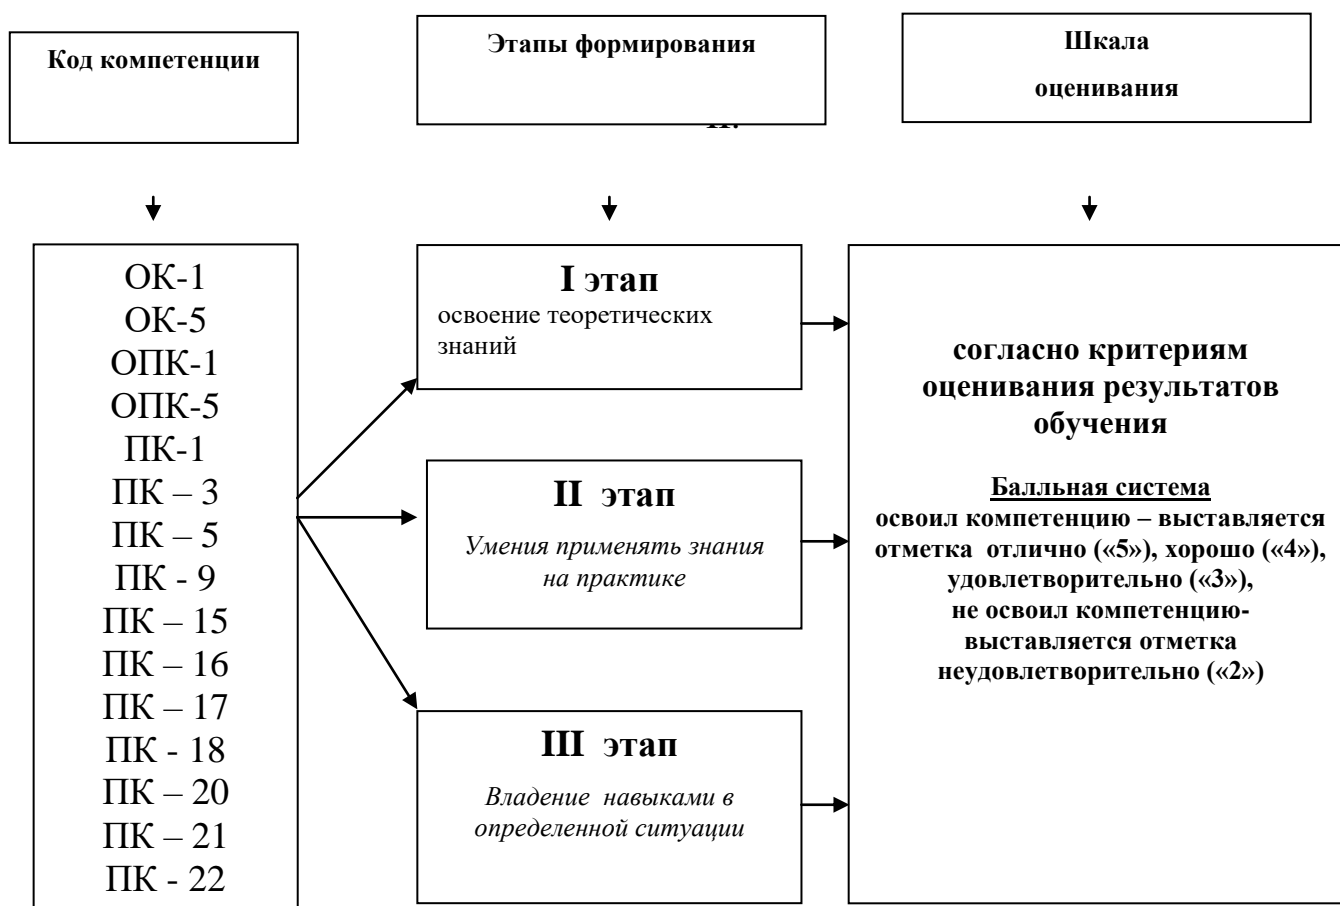 Код компетенции
Этапы формирования
Шкала
оценивания
ОК-1
ОК-5
ОПК-1
ОПК-5
ПК-1
ПК – 3
ПК – 5
ПК - 9
ПК – 15
ПК – 16
ПК – 17
ПК - 18
ПК – 20
ПК – 21
ПК - 22
I этап
освоение теоретических
знаний
II этап
Умения применять знания
на практике
III этап
Владение навыками в
определенной ситуации
согласно критериям
оценивания результатов
обучения
Балльная система
освоил компетенцию – выставляется
отметка отлично («5»), хорошо («4»),
удовлетворительно («3»),
не освоил компетенцию-
выставляется отметка
неудовлетворительно («2»)